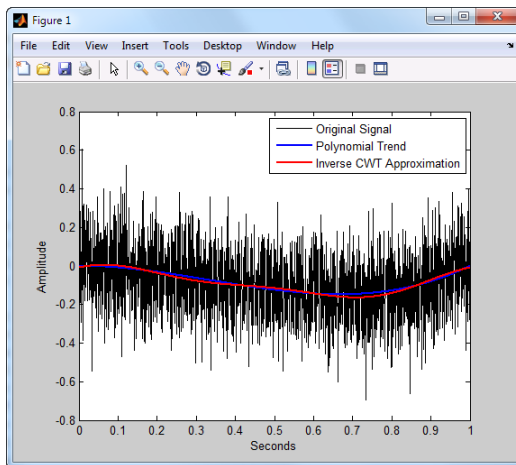 Figure 1
File Edit View Insert Tools Desktop Window Help
0.8
0.6
0.4
0.2
0
-0.2
-0.4
-0.6
-0.8
Amplitude
Original Signal
Polynomial Trend
Inverse CWT Approximation
0 0.1 0.2 0.3 0.4 0.5 0.6 0.7 0.8 0.9 1
Seconds